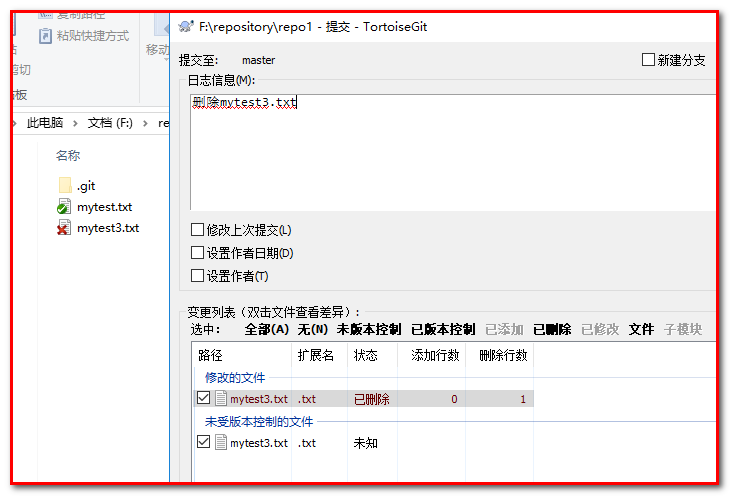 复制路径
粘贴快捷方式
剪切
移动
此电脑
文档 (F:)
re
名称
.git
mytest.txt
mytest3.txt
F:\repository\repo1 - 提交 - TortoiseGit
提交至: master
新建分支
日志信息(M):
删除mytest3.txt
修改上次提交(L)
设置作者日期(D)
设置作者(T)
变更列表（双击文件查看差异）:
选中: 全部(A) 无(N) 未版本控制 已版本控制 已添加 已删除 已修改 文件 子模块
路径 扩展名 状态 添加行数 删除行数
修改的文件
mytest3.txt .txt 已删除 0 1
未受版本控制的文件
mytest3.txt .txt 未知